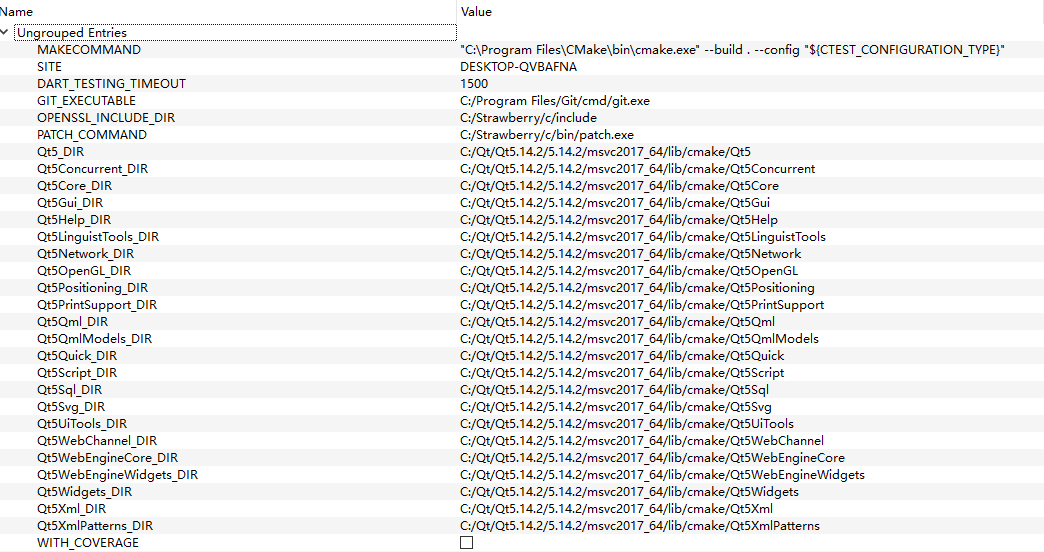 Name Value
Ungrouped Entries
MAKECOMMAND "C:\Program Files\CMake\bin\cmake.exe" --build . --config "${CTEST_CONFIGURATION_TYPE}"
SITE DESKTOP-QVBAFNA
DART_TESTING_TIMEOUT 1500
GIT_EXECUTABLE C:/Program Files/Git/cmd/git.exe
OPENSSL_INCLUDE_DIR C:/Strawberry/c/include
PATCH_COMMAND C:/Strawberry/c/bin/patch.exe
Qt5_DIR C:/Qt/Qt5.14.2/5.14.2/msvc2017_64/lib/cmake/Qt5
Qt5Concurrent_DIR C:/Qt/Qt5.14.2/5.14.2/msvc2017_64/lib/cmake/Qt5Concurrent
Qt5Core_DIR C:/Qt/Qt5.14.2/5.14.2/msvc2017_64/lib/cmake/Qt5Core
Qt5Gui_DIR C:/Qt/Qt5.14.2/5.14.2/msvc2017_64/lib/cmake/Qt5Gui
Qt5Help_DIR C:/Qt/Qt5.14.2/5.14.2/msvc2017_64/lib/cmake/Qt5Help
Qt5LinguistTools_DIR C:/Qt/Qt5.14.2/5.14.2/msvc2017_64/lib/cmake/Qt5LinguistTools
Qt5Network_DIR C:/Qt/Qt5.14.2/5.14.2/msvc2017_64/lib/cmake/Qt5Network
Qt5OpenGL_DIR C:/Qt/Qt5.14.2/5.14.2/msvc2017_64/lib/cmake/Qt5OpenGL
Qt5Positioning_DIR C:/Qt/Qt5.14.2/5.14.2/msvc2017_64/lib/cmake/Qt5Positioning
Qt5PrintSupport_DIR C:/Qt/Qt5.14.2/5.14.2/msvc2017_64/lib/cmake/Qt5PrintSupport
Qt5Qml_DIR C:/Qt/Qt5.14.2/5.14.2/msvc2017_64/lib/cmake/Qt5Qml
Qt5QmlModels_DIR C:/Qt/Qt5.14.2/5.14.2/msvc2017_64/lib/cmake/Qt5QmlModels
Qt5Quick_DIR C:/Qt/Qt5.14.2/5.14.2/msvc2017_64/lib/cmake/Qt5Quick
Qt5Script_DIR C:/Qt/Qt5.14.2/5.14.2/msvc2017_64/lib/cmake/Qt5Script
Qt5Sql_DIR C:/Qt/Qt5.14.2/5.14.2/msvc2017_64/lib/cmake/Qt5Sql
Qt5Svg_DIR C:/Qt/Qt5.14.2/5.14.2/msvc2017_64/lib/cmake/Qt5Svg
Qt5UiTools_DIR C:/Qt/Qt5.14.2/5.14.2/msvc2017_64/lib/cmake/Qt5UiTools
Qt5WebChannel_DIR C:/Qt/Qt5.14.2/5.14.2/msvc2017_64/lib/cmake/Qt5WebChannel
Qt5WebEngineCore_DIR C:/Qt/Qt5.14.2/5.14.2/msvc2017_64/lib/cmake/Qt5WebEngineCore
Qt5WebEngineWidgets_DIR C:/Qt/Qt5.14.2/5.14.2/msvc2017_64/lib/cmake/Qt5WebEngineWidgets
Qt5Widgets_DIR C:/Qt/Qt5.14.2/5.14.2/msvc2017_64/lib/cmake/Qt5Widgets
Qt5Xml_DIR C:/Qt/Qt5.14.2/5.14.2/msvc2017_64/lib/cmake/Qt5Xml
Qt5XmlPatterns_DIR C:/Qt/Qt5.14.2/5.14.2/msvc2017_64/lib/cmake/Qt5XmlPatterns
WITH_COVERAGE